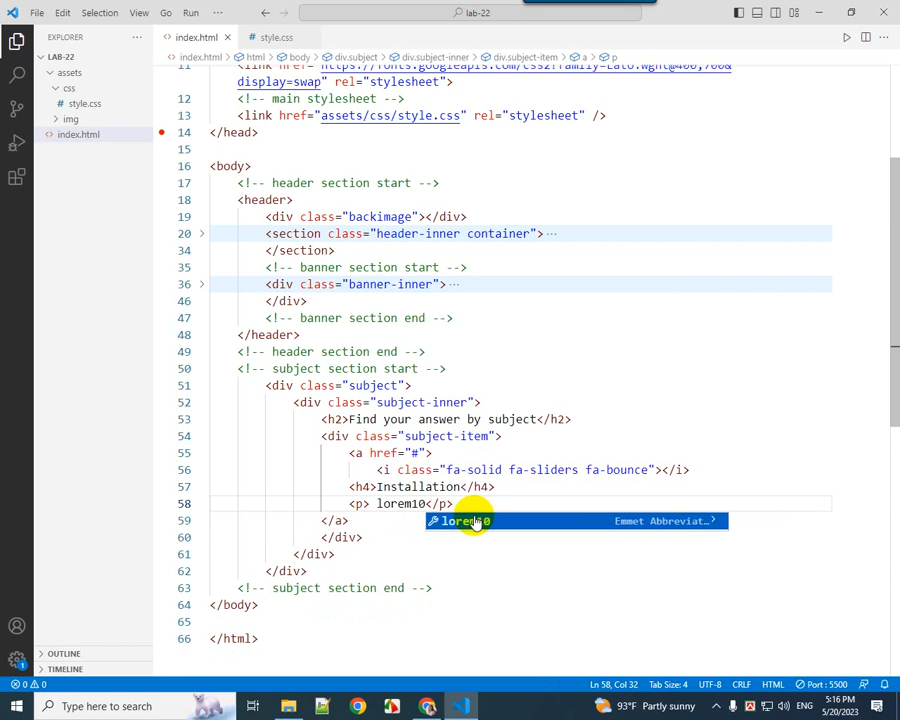 File Edit Selection View Go Run ··· lab-22
EXPLORER ···
index.html style.css
LAB-22
index.html > html > body > div.subject > div.subject-inner > div.subject-item > a > p
assets
css
style.css
img
index.html
display=swap" rel="stylesheet">
12 <!-- main stylesheet -->
13 <link href="assets/css/style.css" rel="stylesheet" />
14 </head>
15
16 <body>
17 <!-- header section start -->
18 <header>
19 <div class="backimage"></div>
20 <section class="header-inner container">···
34 </section>
35 <!-- banner section start -->
36 <div class="banner-inner">···
46 </div>
47 <!-- banner section end -->
48 </header>
49 <!-- header section end -->
50 <!-- subject section start -->
51 <div class="subject">
52 <div class="subject-inner">
53 <h2>Find your answer by subject</h2>
54 <div class="subject-item">
55 <a href="#">
56 <i class="fa-solid fa-sliders fa-bounce"></i>
57 <h4>Installation</h4>
58 <p> lorem10</p>
lorem10 Emmet Abbreviat…
59 </a>
60 </div>
61 </div>
62 </div>
63 <!-- subject section end -->
64 </body>
65
66 </html>
OUTLINE
TIMELINE
0 0 Ln 58, Col 32 Tab Size: 4 UTF-8 CRLF HTML Port : 5500
Type here to search 93°F Partly sunny 5:16 PM
5/20/2023